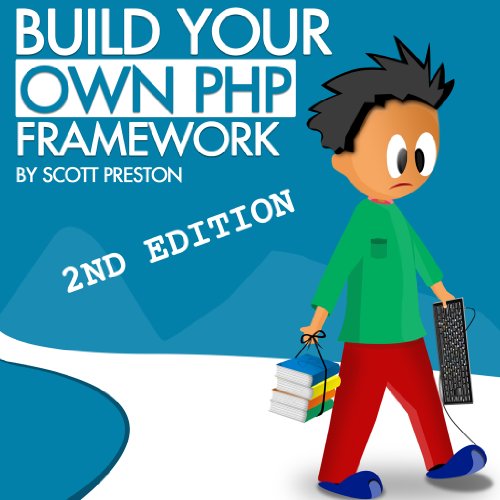 BUILD YOUR
OWN PHP
FRAMEWORK
BY SCOTT PRESTON
2ND EDITION